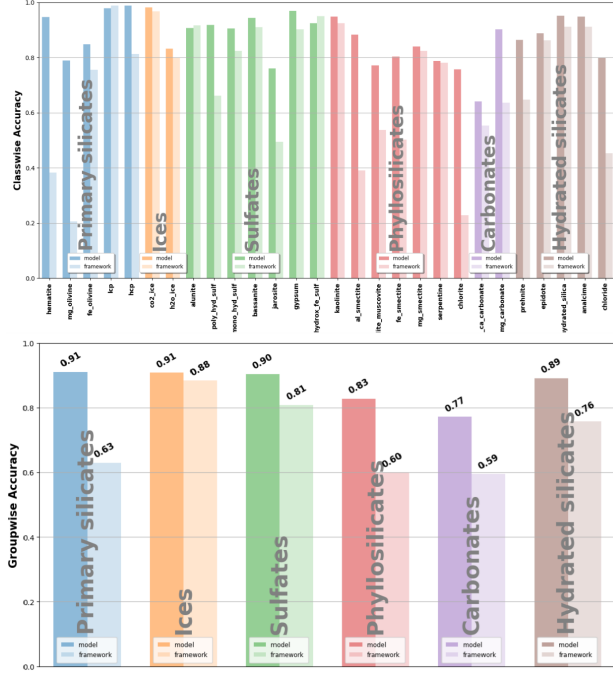 1.0
0.8
0.6
0.4
0.2
0.0
Classwise Accuracy
Primary silicates
Ices
Sulfates
Phyllosilicates
Carbonates
Hydrated silicates
model
framework
model
framework
model
framework
model
framework
model
framework
model
framework
hematite
mg_olivine
fe_olivine
lcp
hcp
co2_ice
h2o_ice
alunite
poly_hyd_sulf
mono_hyd_sulf
bassanite
jarosite
gypsum
hydrox_fe_sulf
kaolinite
al_smectite
lite_muscovite
fe_smectite
mg_smectite
serpentine
chlorite
_ca_carbonate
mg_carbonate
prehnite
epidote
ydrated_silica
analcime
chloride
1.0
0.8
0.6
0.4
0.2
0.0
Groupwise Accuracy
0.91
0.63
0.91
0.88
0.90
0.81
0.83
0.60
0.77
0.59
0.89
0.76
Primary silicates
Ices
Sulfates
Phyllosilicates
Carbonates
Hydrated silicates
model
framework
model
framework
model
framework
model
framework
model
framework
model
framework